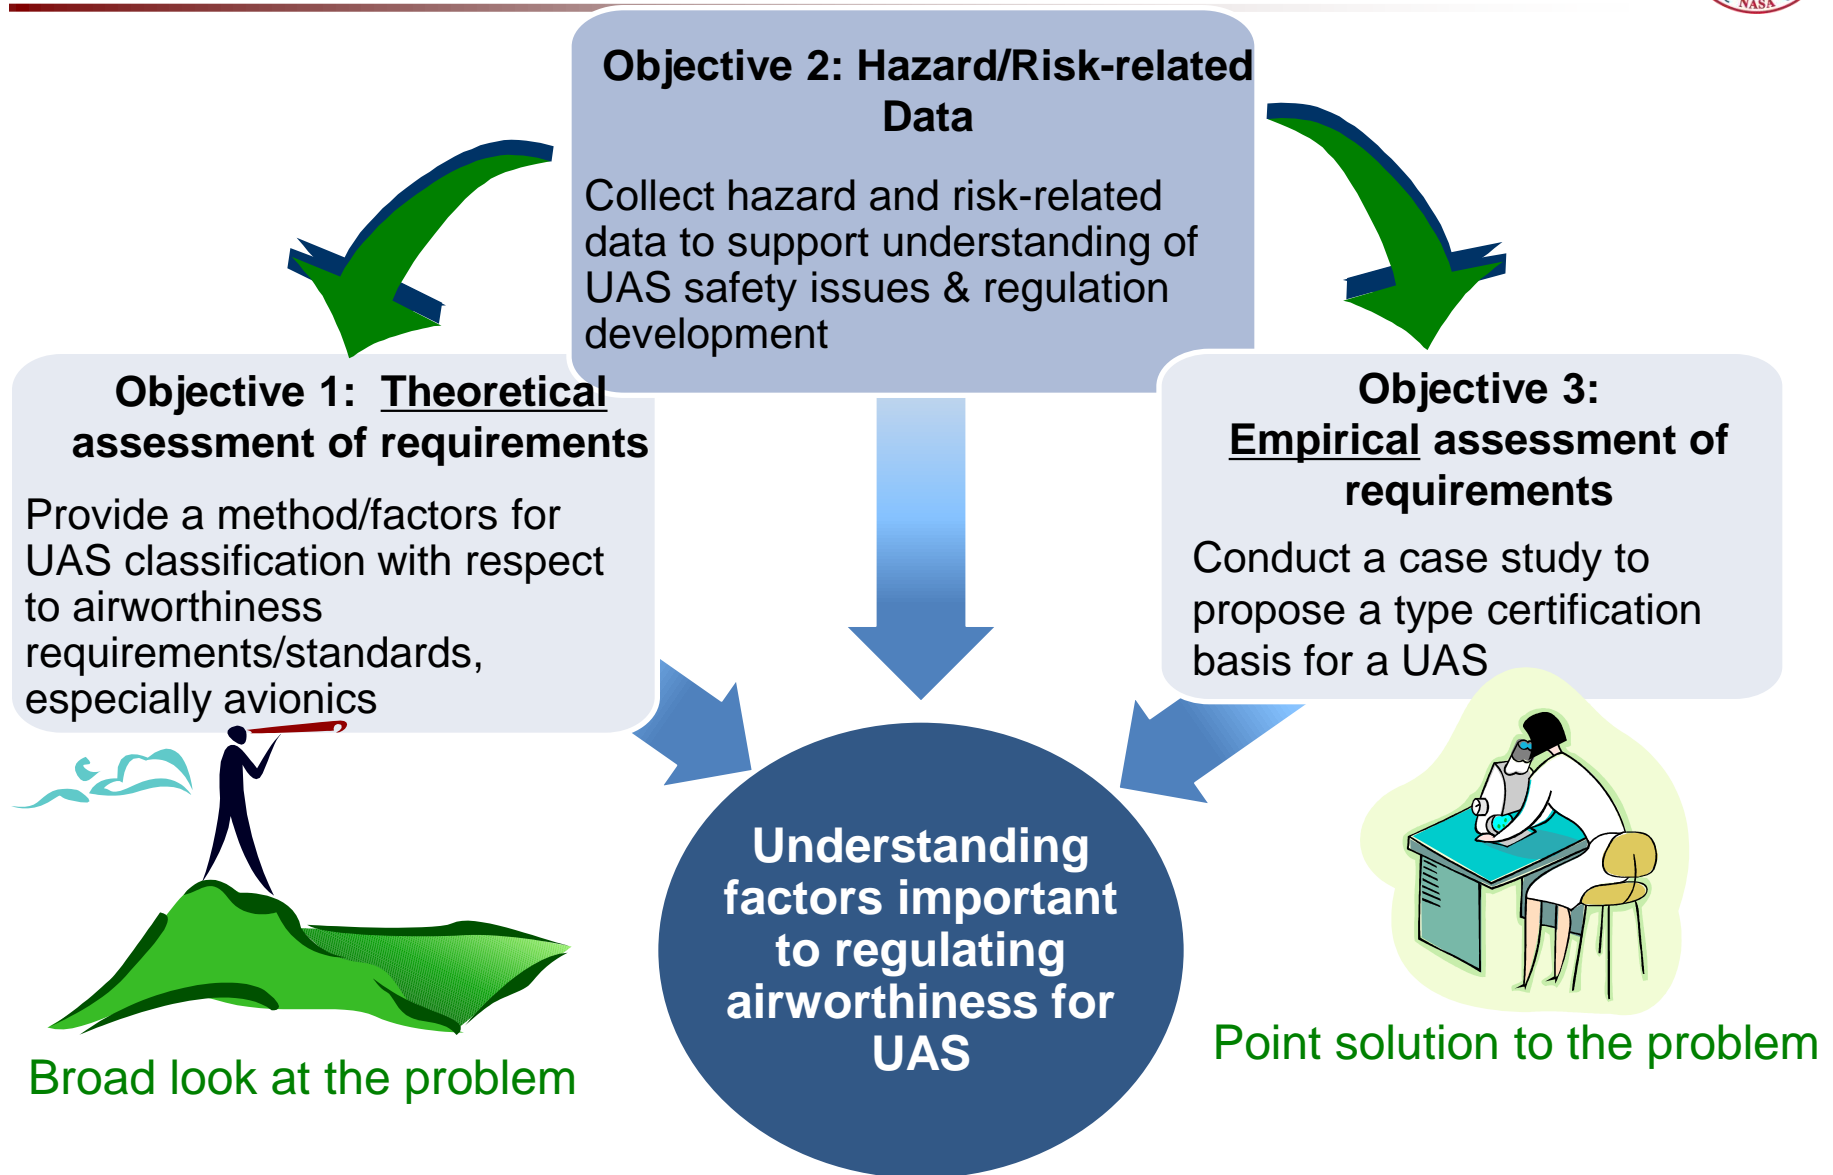 NASA
Objective 2: Hazard/Risk-related
Data
Collect hazard and risk-related
data to support understanding of
UAS safety issues & regulation
development
Objective 1: Theoretical
assessment of requirements
Provide a method/factors for
UAS classification with respect
to airworthiness
requirements/standards,
especially avionics
Objective 3:
Empirical assessment of
requirements
Conduct a case study to
propose a type certification
basis for a UAS
Understanding
factors important
to regulating
airworthiness for
UAS
Broad look at the problem
Point solution to the problem